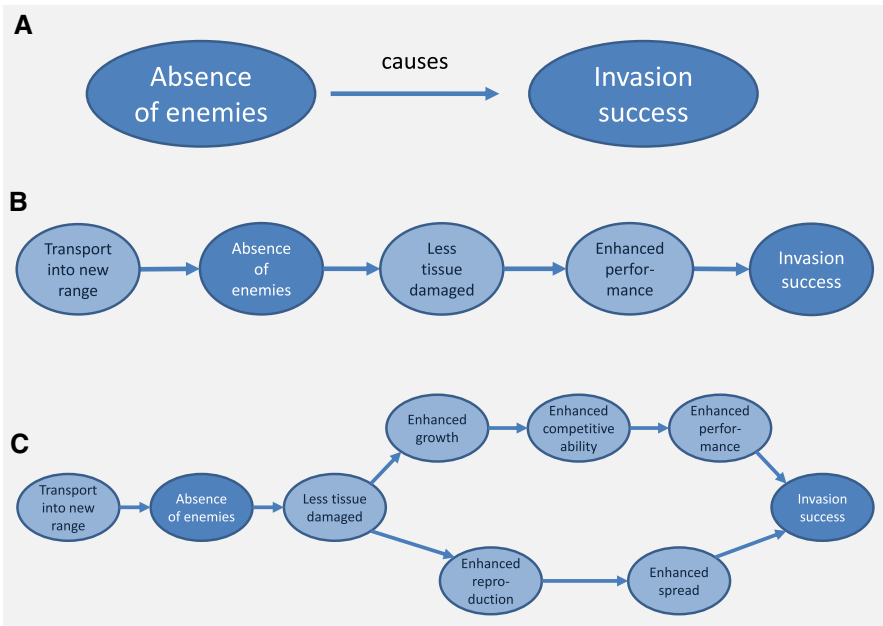 A
Absence
of enemies
causes
Invasion
success
B
Transport
into new
range
Absence
of
enemies
Less
tissue
damaged
Enhanced
perfor-
mance
Invasion
success
C
Transport
into new
range
Absence
of enemies
Less tissue
damaged
Enhanced
growth
Enhanced
competitive
ability
Enhanced
perfor-
mance
Enhanced
repro-
duction
Enhanced
spread
Invasion
success